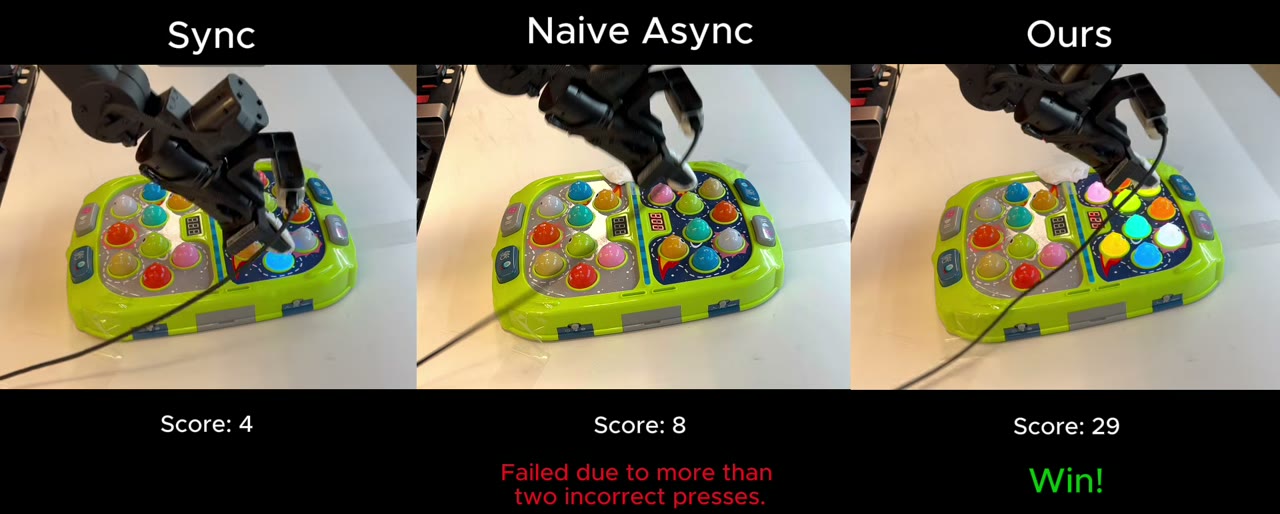 Sync
Naive Async
Ours
Score: 4
Score: 8
Score: 29
Failed due to more than
two incorrect presses.
Win!